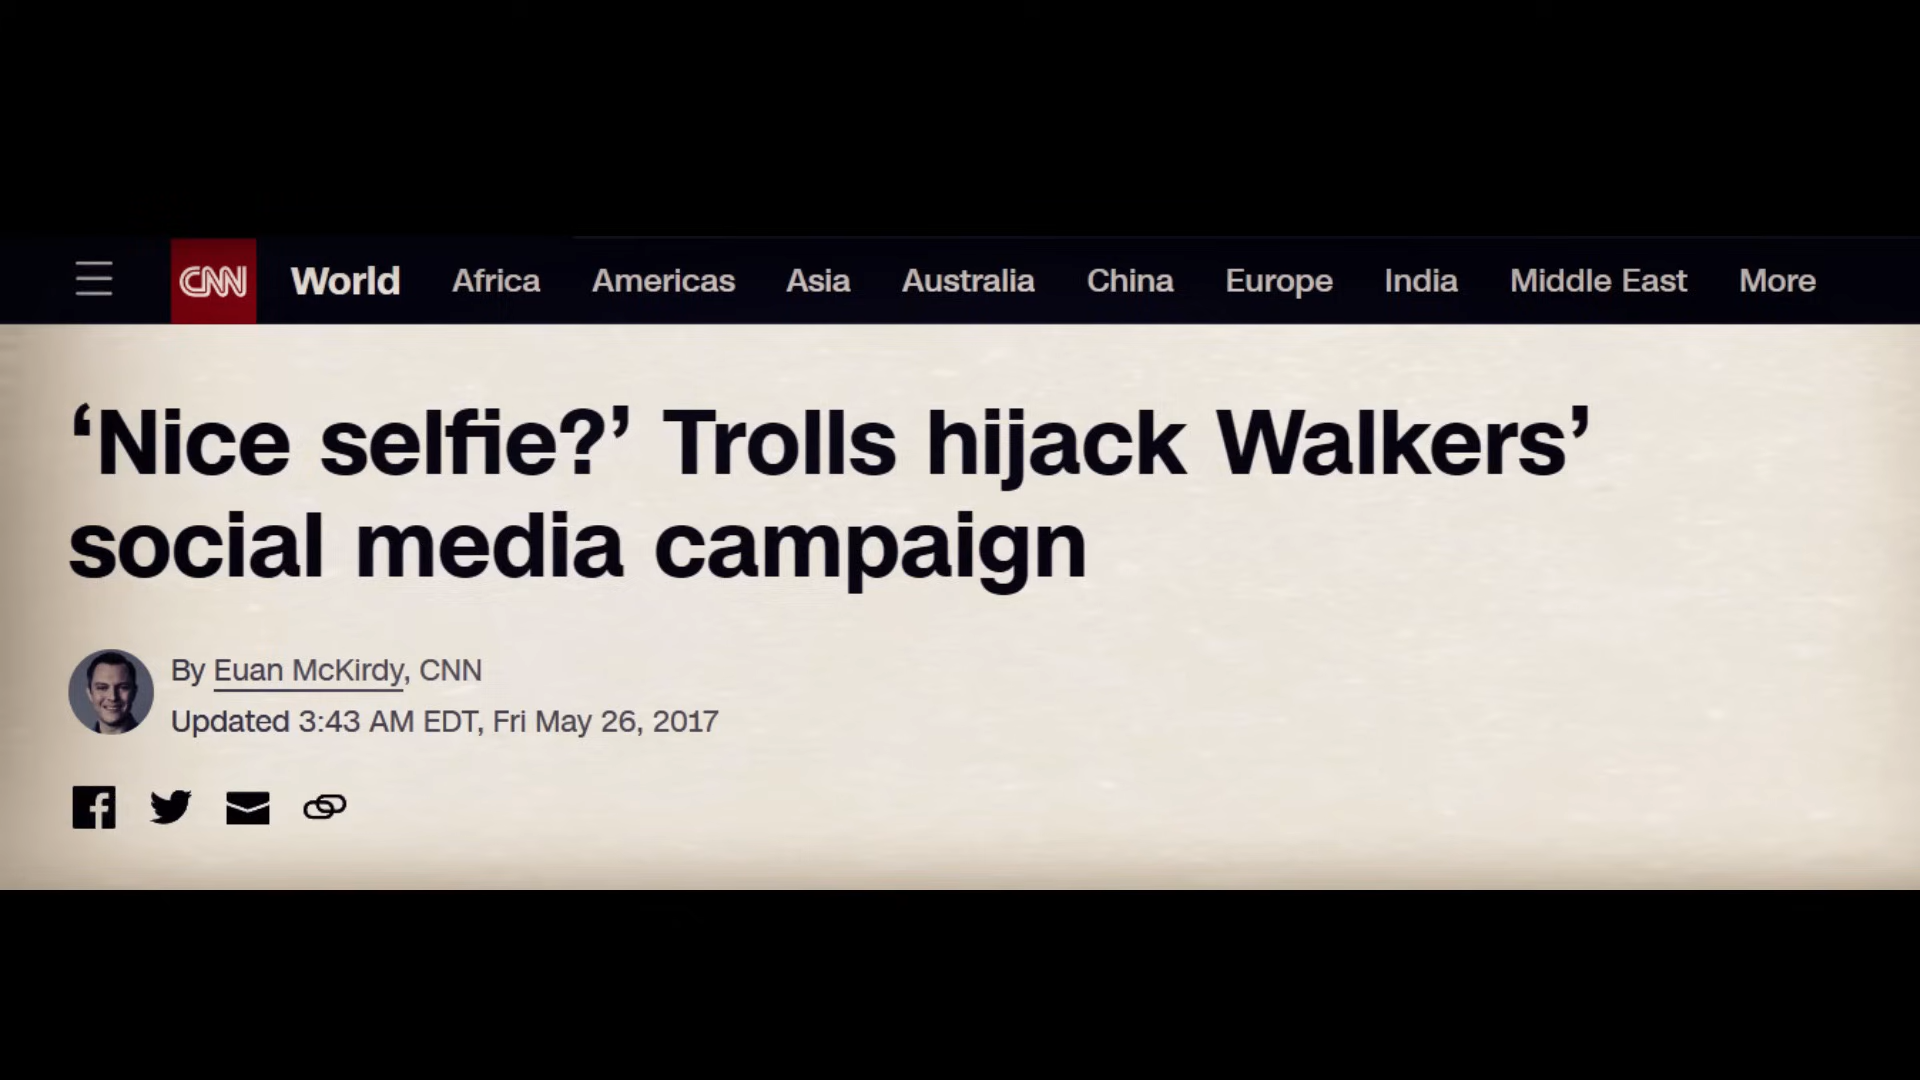 CNN World Africa Americas Asia Australia China Europe India Middle East More
‘Nice selfie?’ Trolls hijack Walkers’
social media campaign
By Euan McKirdy, CNN
Updated 3:43 AM EDT, Fri May 26, 2017